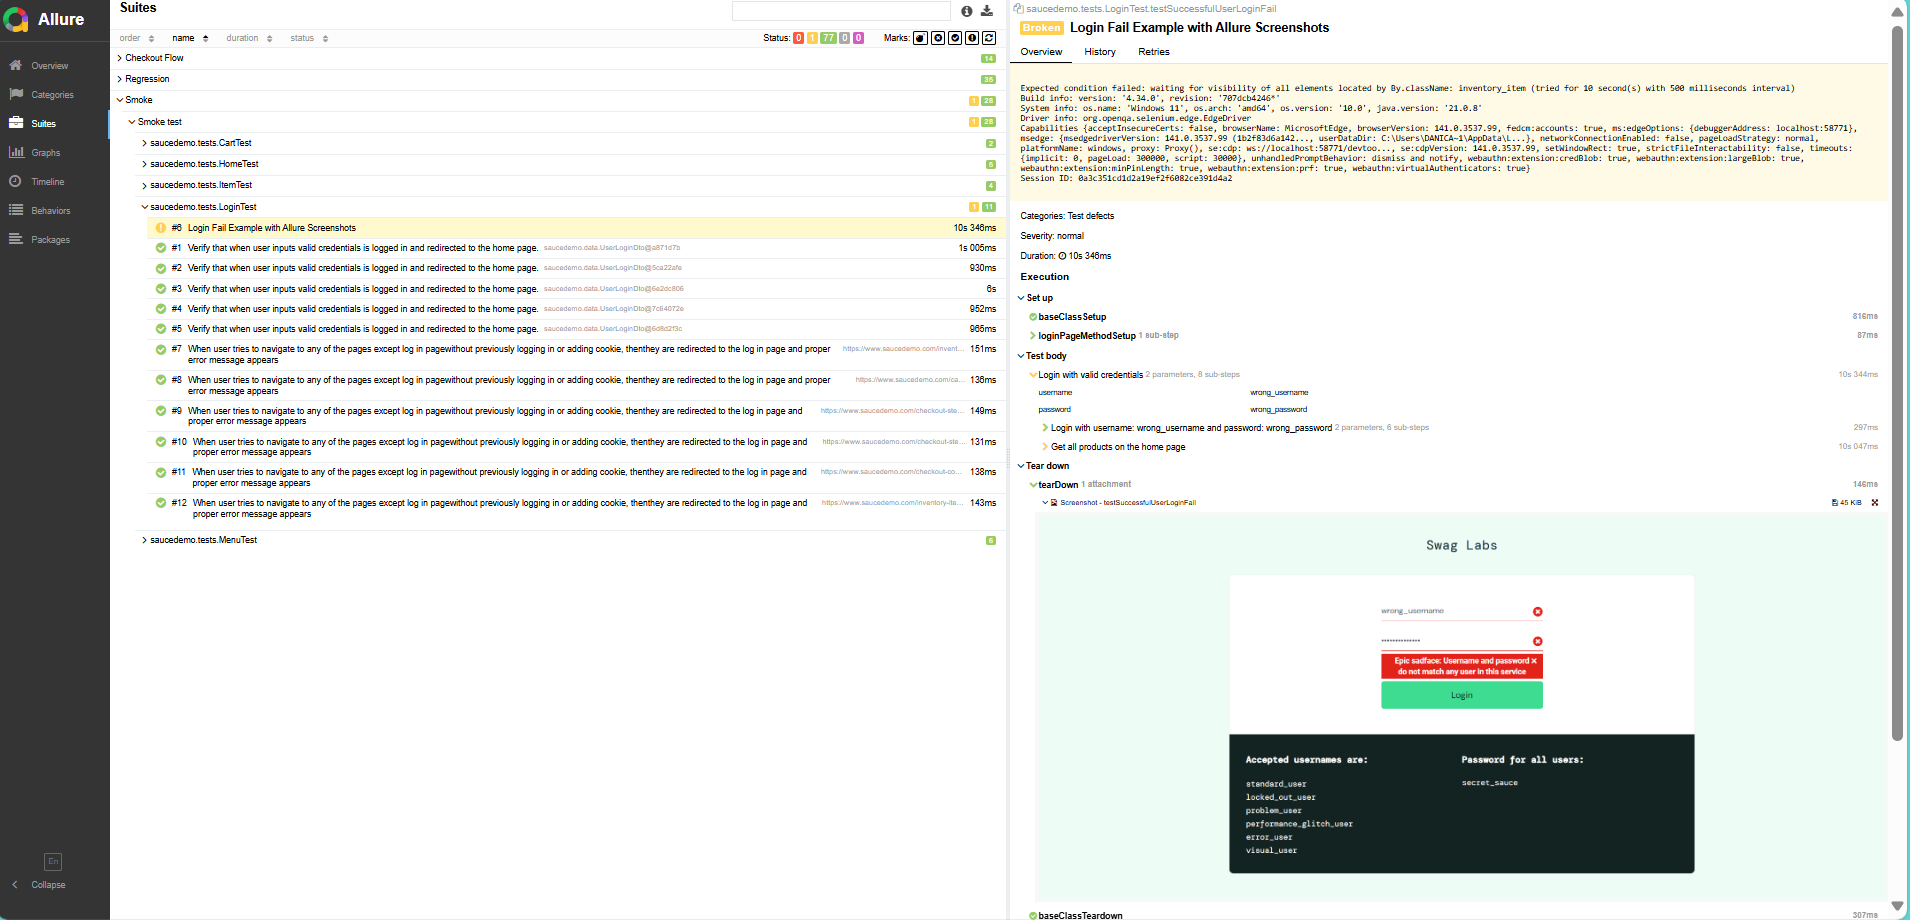 Allure
Overview
Categories
Suites
Graphs
Timeline
Behaviors
Packages
En
Collapse
Suites
order name duration status
Status: 0 1 77 0 0 Marks:
Checkout Flow 14
Regression 35
Smoke 1 28
Smoke test 1 28
saucedemo.tests.CartTest 2
saucedemo.tests.HomeTest 5
saucedemo.tests.ItemTest 4
saucedemo.tests.LoginTest 1 11
#6 Login Fail Example with Allure Screenshots 10s 346ms
#1 Verify that when user inputs valid credentials is logged in and redirected to the home page. saucedemo.data.UserLoginDto@a871d7b 1s 005ms
#2 Verify that when user inputs valid credentials is logged in and redirected to the home page. saucedemo.data.UserLoginDto@5ca22afe 930ms
#3 Verify that when user inputs valid credentials is logged in and redirected to the home page. saucedemo.data.UserLoginDto@6e2dc806 6s
#4 Verify that when user inputs valid credentials is logged in and redirected to the home page. saucedemo.data.UserLoginDto@7c64072e 952ms
#5 Verify that when user inputs valid credentials is logged in and redirected to the home page. saucedemo.data.UserLoginDto@6d8d2f3c 965ms
#7 When user tries to navigate to any of the pages except log in pagewithout previously logging in or adding cookie, thenthey are redirected to the log in page and proper https://www.saucedemo.com/invent... 151ms
error message appears
#8 When user tries to navigate to any of the pages except log in pagewithout previously logging in or adding cookie, thenthey are redirected to the log in page and proper https://www.saucedemo.com/ca... 136ms
error message appears
#9 When user tries to navigate to any of the pages except log in pagewithout previously logging in or adding cookie, thenthey are redirected to the log in page and https://www.saucedemo.com/checkout-ste... 149ms
proper error message appears
#10 When user tries to navigate to any of the pages except log in pagewithout previously logging in or adding cookie, thenthey are redirected to the log in page and https://www.saucedemo.com/checkout-ste... 131ms
proper error message appears
#11 When user tries to navigate to any of the pages except log in pagewithout previously logging in or adding cookie, thenthey are redirected to the log in page and https://www.saucedemo.com/checkout-co... 138ms
proper error message appears
#12 When user tries to navigate to any of the pages except log in pagewithout previously logging in or adding cookie, thenthey are redirected to the log in page and https://www.saucedemo.com/inventory-ite... 143ms
proper error message appears
saucedemo.tests.MenuTest 6
saucedemo.tests.LoginTest.testSuccessfulUserLoginFail
Broken Login Fail Example with Allure Screenshots
Overview History Retries
Expected condition failed: waiting for visibility of all elements located by By.className: inventory_item (tried for 10 second(s) with 500 milliseconds interval)
Build info: version: '4.34.0', revision: '707dcb4246*'
System info: os.name: 'Windows 11', os.arch: 'amd64', os.version: '10.0', java.version: '21.0.8'
Driver info: org.openqa.selenium.edge.EdgeDriver
Capabilities {acceptInsecureCerts: false, browserName: MicrosoftEdge, browserVersion: 141.0.3537.99, fedcm:accounts: true, ms:edgeOptions: {debuggerAddress: localhost:58771},
msedge: {msedgedriverVersion: 141.0.3537.99 (1b2f83d6a142..., userDataDir: C:\Users\DANICA~1\AppData\L...}, networkConnectionEnabled: false, pageLoadStrategy: normal,
platformName: windows, proxy: Proxy(), se:cdp: ws://localhost:58771/devtoo..., se:cdpVersion: 141.0.3537.99, setWindowRect: true, strictFileInteractability: false, timeouts:
{implicit: 0, pageLoad: 300000, script: 30000}, unhandledPromptBehavior: dismiss and notify, webauthn:extension:credBlob: true, webauthn:extension:largeBlob: true,
webauthn:extension:minPinLength: true, webauthn:extension:prf: true, webauthn:virtualAuthenticators: true}
Session ID: 0a3c351cd1d2a19ef2f6082ce391d4a2
Categories: Test defects
Severity: normal
Duration: 10s 346ms
Execution
Set up
baseClassSetup 816ms
loginPageMethodSetup 1 sub-step 87ms
Test body
Login with valid credentials 2 parameters, 8 sub-steps 10s 344ms
username wrong_username
password wrong_password
Login with username: wrong_username and password: wrong_password 2 parameters, 6 sub-steps 297ms
Get all products on the home page 10s 047ms
Tear down
tearDown 1 attachment 146ms
Screenshot - testSuccessfulUserLoginFail 45 KiB
Swag Labs
wrong_username
••••••••••••••
Epic sadface: Username and password
do not match any user in this service
Login
Accepted usernames are:
standard_user
locked_out_user
problem_user
performance_glitch_user
error_user
visual_user
Password for all users:
secret_sauce
baseClassTeardown 307ms